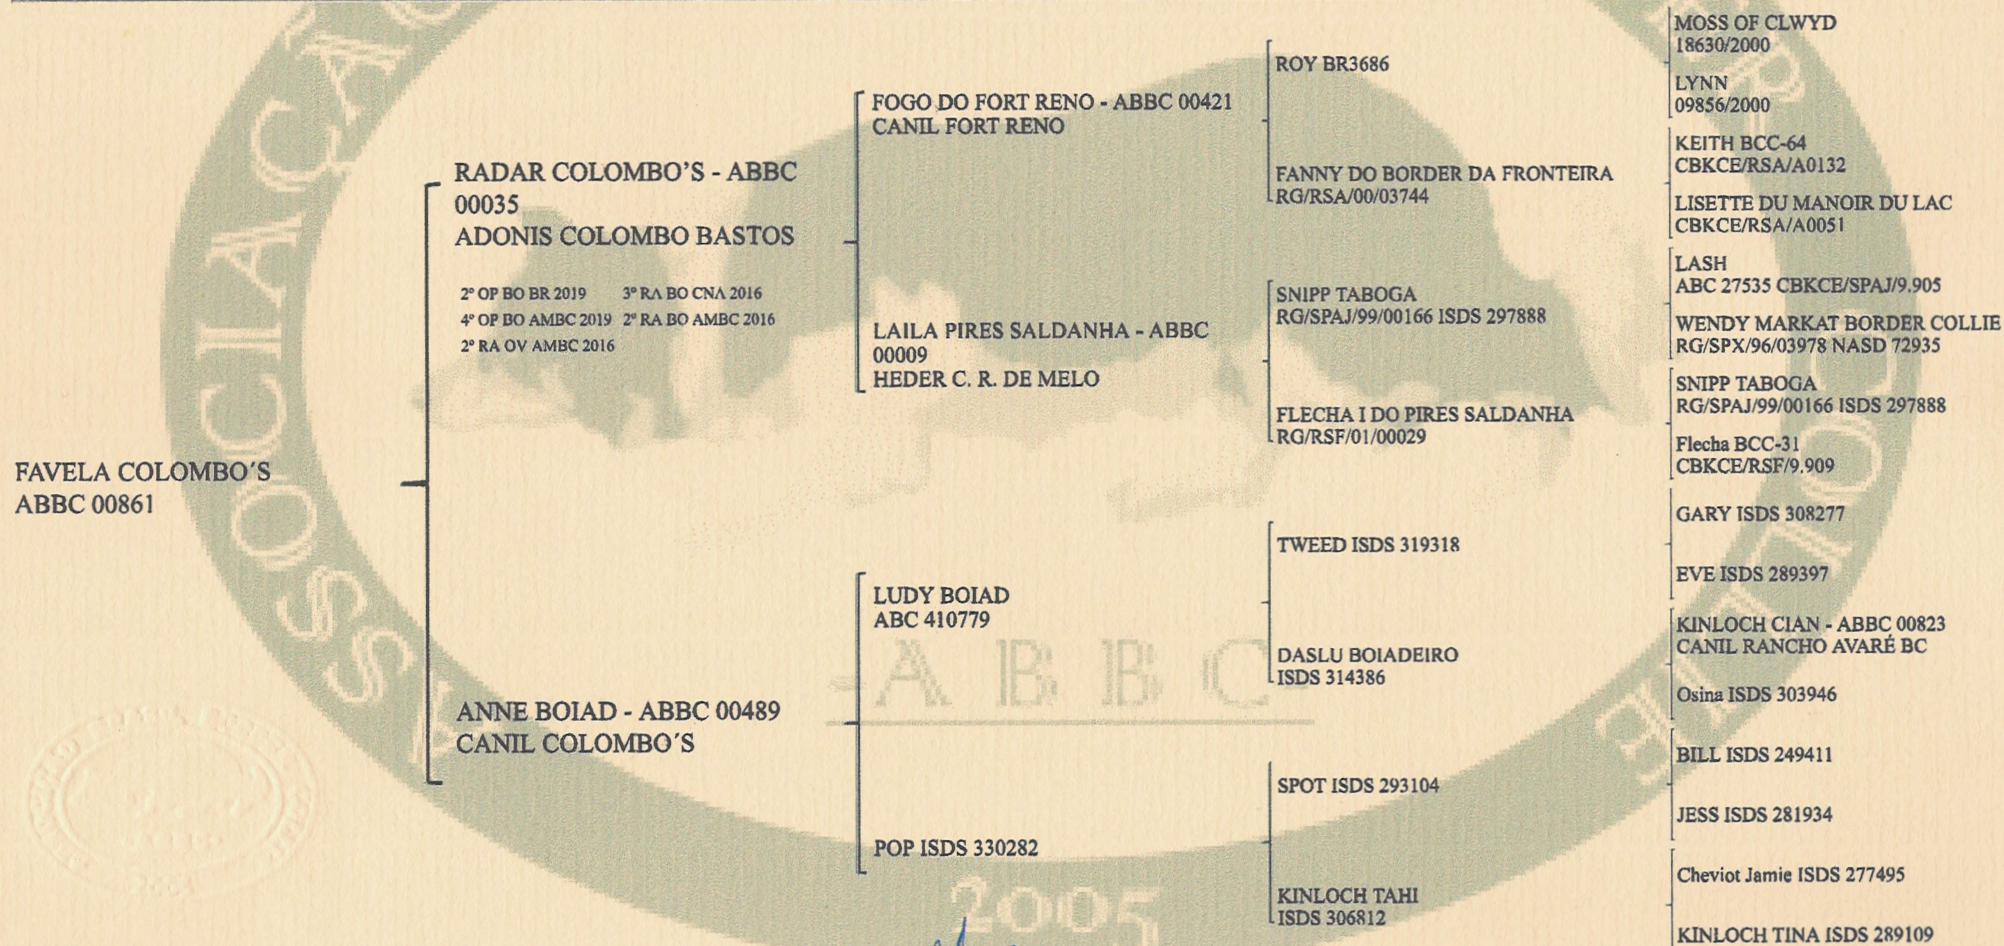 FAVELA COLOMBO´S
ABBC 00861
RADAR COLOMBO’S - ABBC
00035
ADONIS COLOMBO BASTOS
2º OP BO BR 2019 3º RA BO CNA 2016
4º OP BO AMBC 2019 2º RA BO AMBC 2016
2º RA OV AMBC 2016
ANNE BOIAD - ABBC 00489
CANIL COLOMBO´S
FOGO DO FORT RENO - ABBC 00421
CANIL FORT RENO
LAILA PIRES SALDANHA - ABBC
00009
HEDER C. R. DE MELO
LUDY BOIAD
ABC 410779
POP ISDS 330282
ROY BR3686
FANNY DO BORDER DA FRONTEIRA
RG/RSA/00/03744
SNIPP TABOGA
RG/SPAJ/99/00166 ISDS 297888
FLECHA I DO PIRES SALDANHA
RG/RSF/01/00029
TWEED ISDS 319318
DASLU BOIADEIRO
ISDS 314386
SPOT ISDS 293104
KINLOCH TAHI
ISDS 306812
MOSS OF CLWYD
18630/2000
LYNN
09856/2000
KEITH BCC-64
CBKCE/RSA/A0132
LISETTE DU MANOIR DU LAC
CBKCE/RSA/A0051
LASH
ABC 27535 CBKCE/SPAJ/9.905
WENDY MARKAT BORDER COLLIE
RG/SPX/96/03978 NASD 72935
SNIPP TABOGA
RG/SPAJ/99/00166 ISDS 297888
Flecha BCC-31
CBKCE/RSF/9.909
GARY ISDS 308277
EVE ISDS 289397
KINLOCH CIAN - ABBC 00823
CANIL RANCHO AVARÉ BC
Osina ISDS 303946
BILL ISDS 249411
JESS ISDS 281934
Cheviot Jamie ISDS 277495
KINLOCH TINA ISDS 289109
ASSOCIAÇÃO
COLLIE
-ABBC-
2005